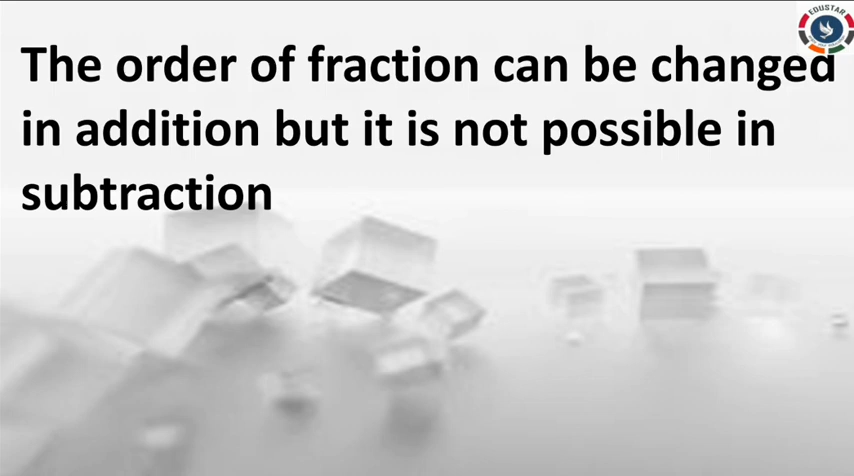 EDUSTAR
The order of fraction can be changed
in addition but it is not possible in
subtraction